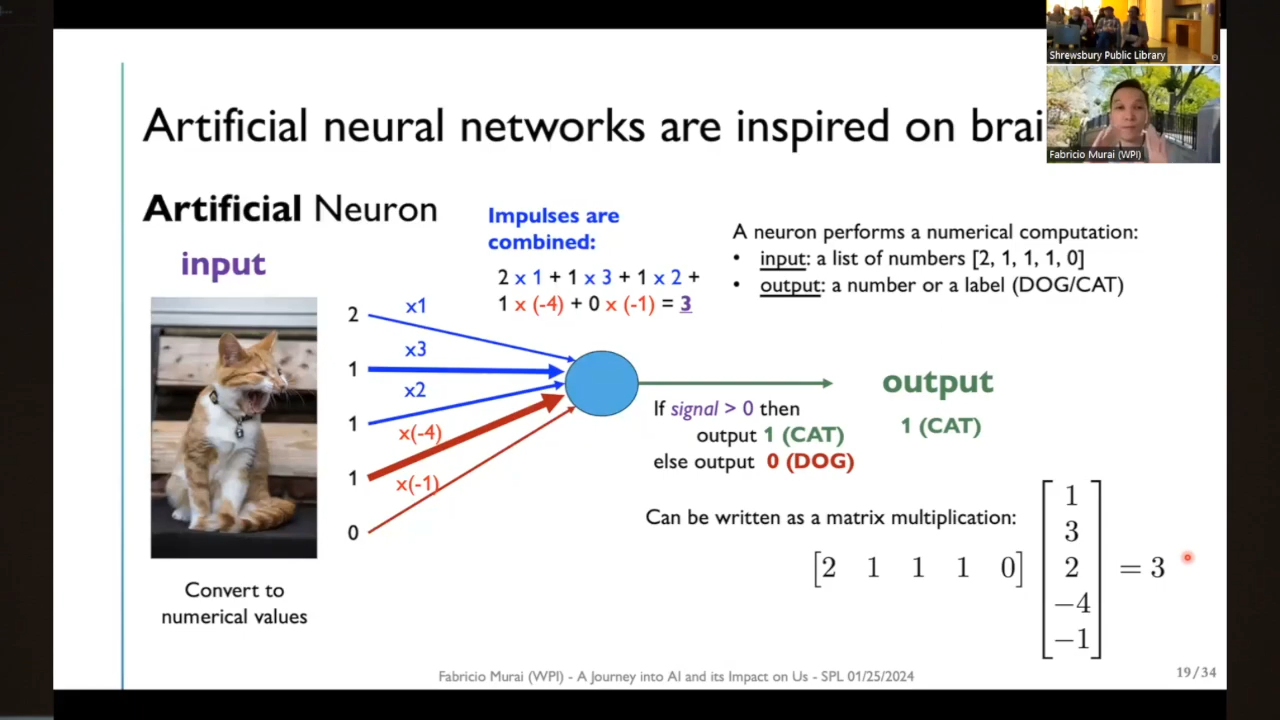 Shrewsbury Public Library
Fabricio Murai (WPI)
Artificial neural networks are inspired on brai
Artificial Neuron
input
Convert to
numerical values
2
1
1
1
0
x1
x3
x2
x(-4)
x(-1)
Impulses are
combined:
2 x 1 + 1 x 3 + 1 x 2 +
1 x (-4) + 0 x (-1) = 3
A neuron performs a numerical computation:
• input: a list of numbers [2, 1, 1, 1, 0]
• output: a number or a label (DOG/CAT)
If signal > 0 then
output 1 (CAT)
else output 0 (DOG)
output
1 (CAT)
Can be written as a matrix multiplication:
[2 1 1 1 0]
1
3
2
−4
−1
= 3
Fabricio Murai (WPI) - A Journey into AI and its Impact on Us - SPL 01/25/2024
19/34